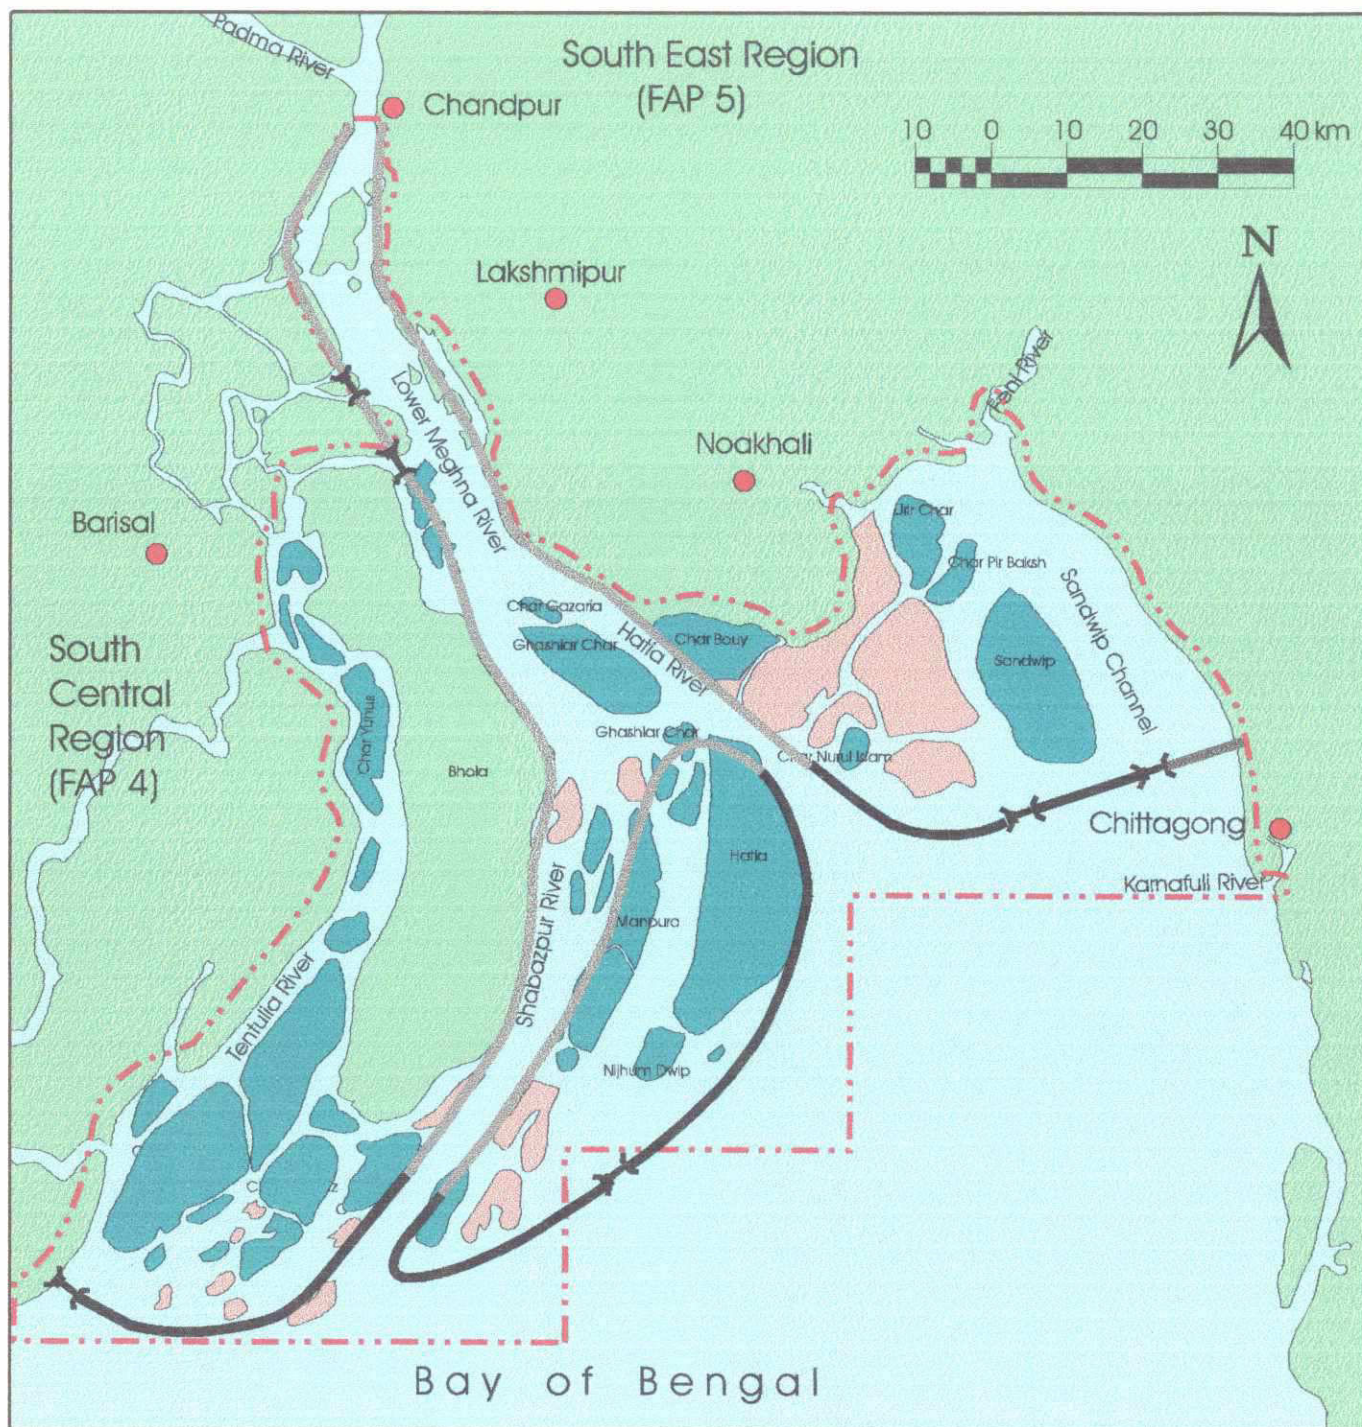 Padma River
South East Region
(FAP 5)
Chandpur
10 0 10 20 30 40 km
N
Lakshmipur
Feni River
Lower Meghna River
Noakhali
Barisal
Urir Char
Char Pir Baksh
Sandwip Channel
Char Gazaria
Hatia River
Ghashiar Char
Char Bouy
Sandwip
South
Central
Region
(FAP 4)
Char Yunus
Ghashiar Char
Char Nurul Islam
Bhola
Chittagong
Hatia
Karnafuli River
Manpura
Shabazpur River
Tentulia River
Nijhum Dwip
Bay of Bengal